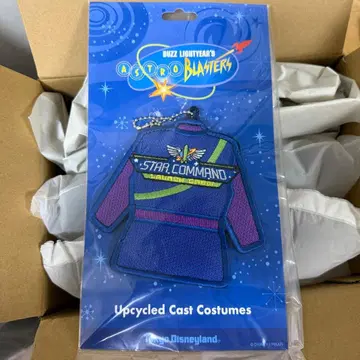 BUZZ LIGHTYEAR'S
ASTRO BLASTERS
STAR COMMAND
Upcycled Cast Costumes
Tokyo Disneyland